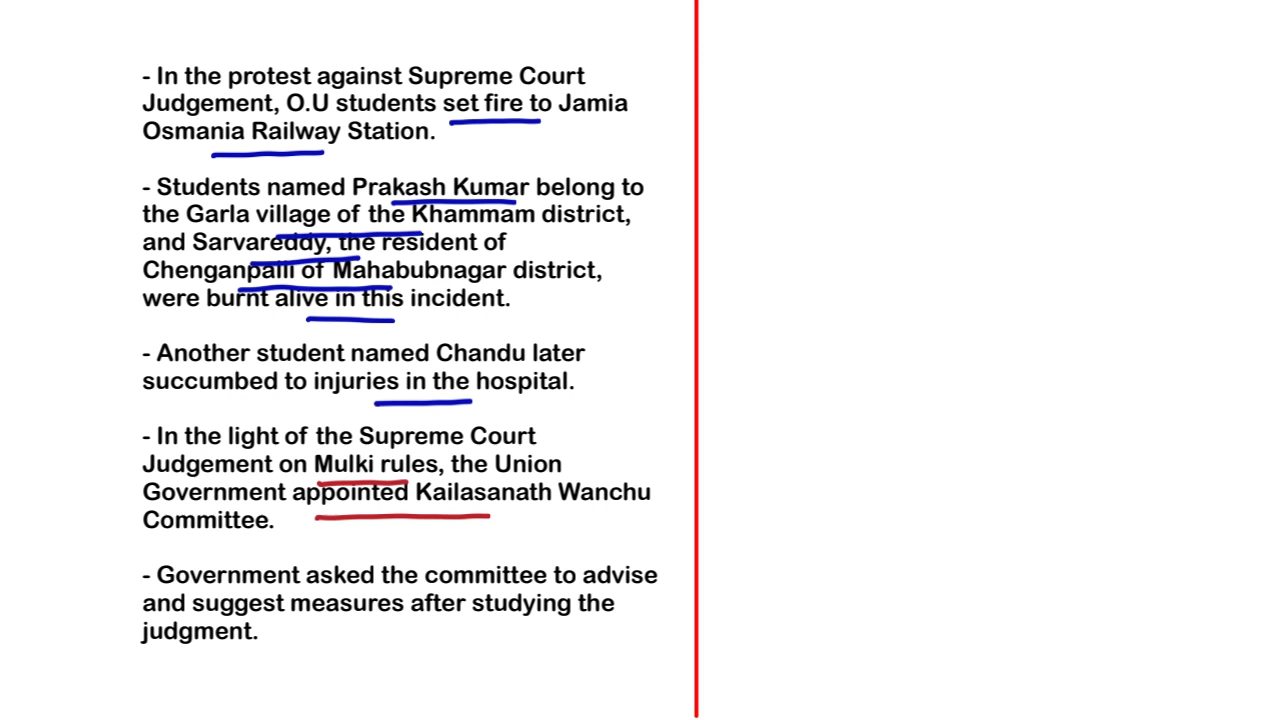 - In the protest against Supreme Court
Judgement, O.U students set fire to Jamia
Osmania Railway Station.
- Students named Prakash Kumar belong to
the Garla village of the Khammam district,
and Sarvareddy, the resident of
Chenganpalli of Mahabubnagar district,
were burnt alive in this incident.
- Another student named Chandu later
succumbed to injuries in the hospital.
- In the light of the Supreme Court
Judgement on Mulki rules, the Union
Government appointed Kailasanath Wanchu
Committee.
- Government asked the committee to advise
and suggest measures after studying the
judgment.